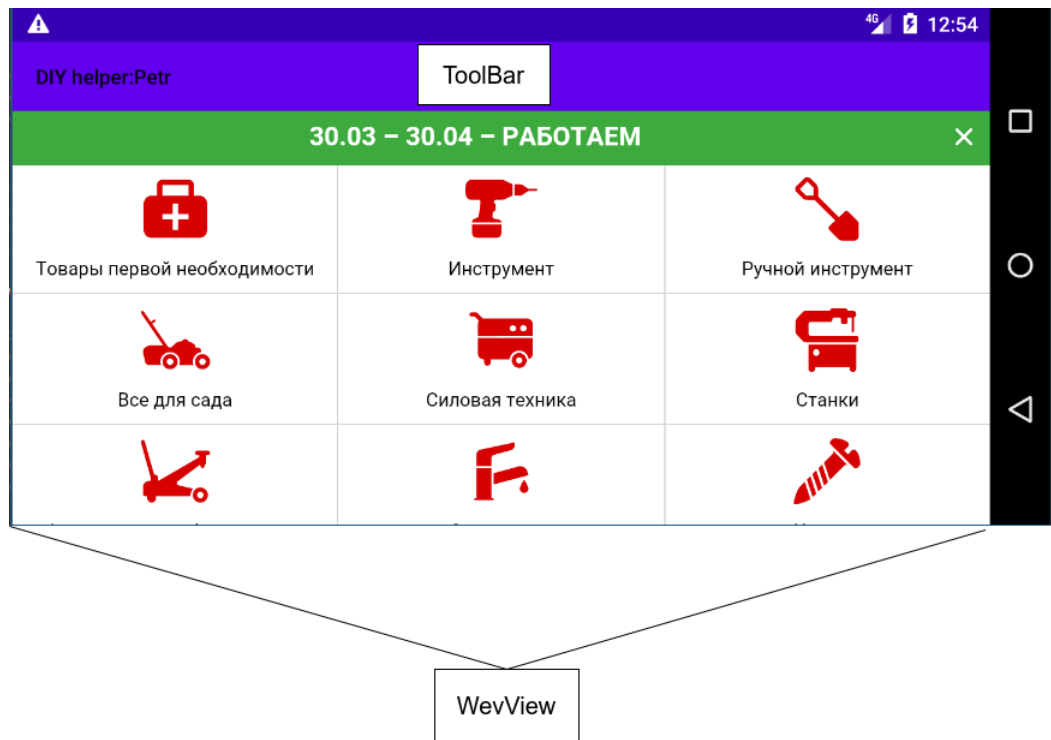 4G 12:54
DIY helper:Petr
ToolBar
30.03 – 30.04 – РАБОТАЕМ
Товары первой необходимости
Инструмент
Ручной инструмент
Все для сада
Силовая техника
Станки
WevView